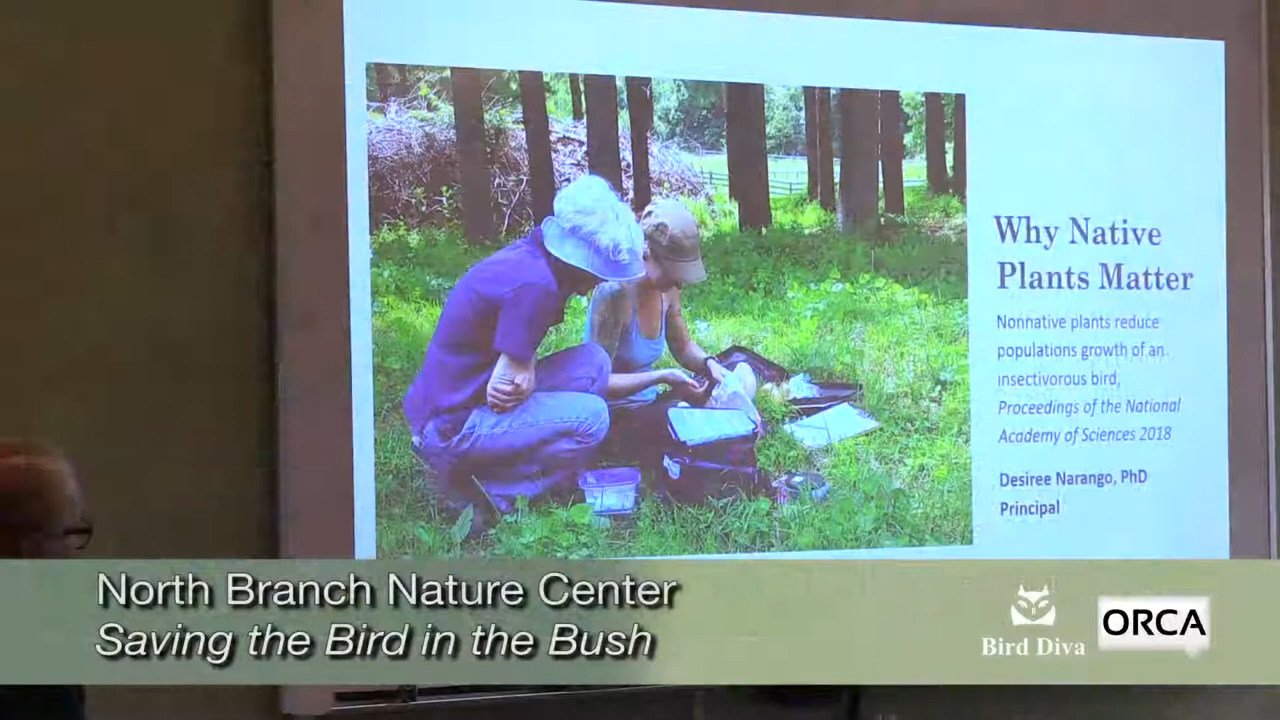 Why Native
Plants Matter
Nonnative plants reduce
populations growth of an
insectivorous bird,
Proceedings of the National
Academy of Sciences 2018
Desiree Narango, PhD
Principal
North Branch Nature Center
Saving the Bird in the Bush
Bird Diva
ORCA